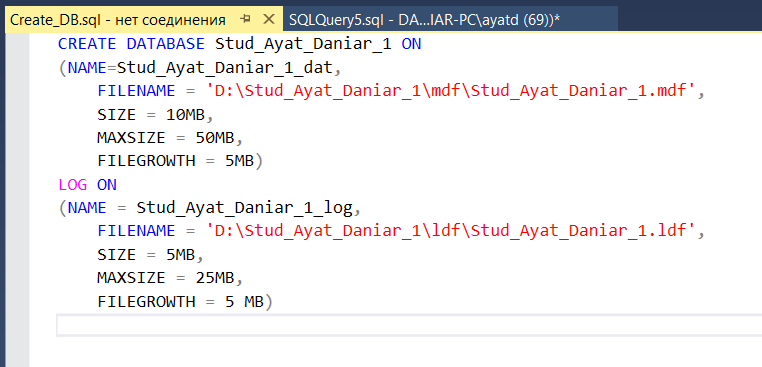 Create_DB.sql - нет соединения
SQLQuery5.sql - DA...IAR-PC\ayatd (69))*
CREATE DATABASE Stud_Ayat_Daniar_1 ON
(NAME=Stud_Ayat_Daniar_1_dat,
FILENAME = 'D:\Stud_Ayat_Daniar_1\mdf\Stud_Ayat_Daniar_1.mdf',
SIZE = 10MB,
MAXSIZE = 50MB,
FILEGROWTH = 5MB)
LOG ON
(NAME = Stud_Ayat_Daniar_1_log,
FILENAME = 'D:\Stud_Ayat_Daniar_1\ldf\Stud_Ayat_Daniar_1.ldf',
SIZE = 5MB,
MAXSIZE = 25MB,
FILEGROWTH = 5 MB)